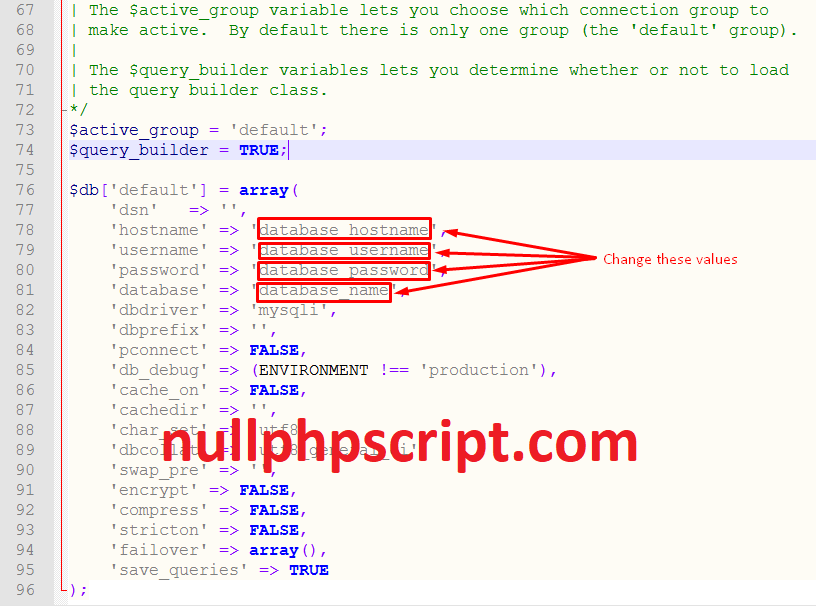 67 | The $active_group variable lets you choose which connection group to
68 | make active.  By default there is only one group (the 'default' group).
69 |
70 | The $query_builder variables lets you determine whether or not to load
71 | the query builder class.
72 */
73 $active_group = 'default';
74 $query_builder = TRUE;
75
76 $db['default'] = array(
77     'dsn'   => '',
78     'hostname' => 'database_hostname',
79     'username' => 'database_username',
80     'password' => 'database_password',
81     'database' => 'database_name',
Change these values
82     'dbdriver' => 'mysqli',
83     'dbprefix' => '',
84     'pconnect' => FALSE,
85     'db_debug' => (ENVIRONMENT !== 'production'),
86     'cache_on' => FALSE,
87     'cachedir' => '',
88     'char_set' => 'utf8
nullphpscript.com
89     'dbcollat' => 'utf8_general_ci'
90     'swap_pre' => '',
91     'encrypt' => FALSE,
92     'compress' => FALSE,
93     'stricton' => FALSE,
94     'failover' => array(),
95     'save_queries' => TRUE
96 );